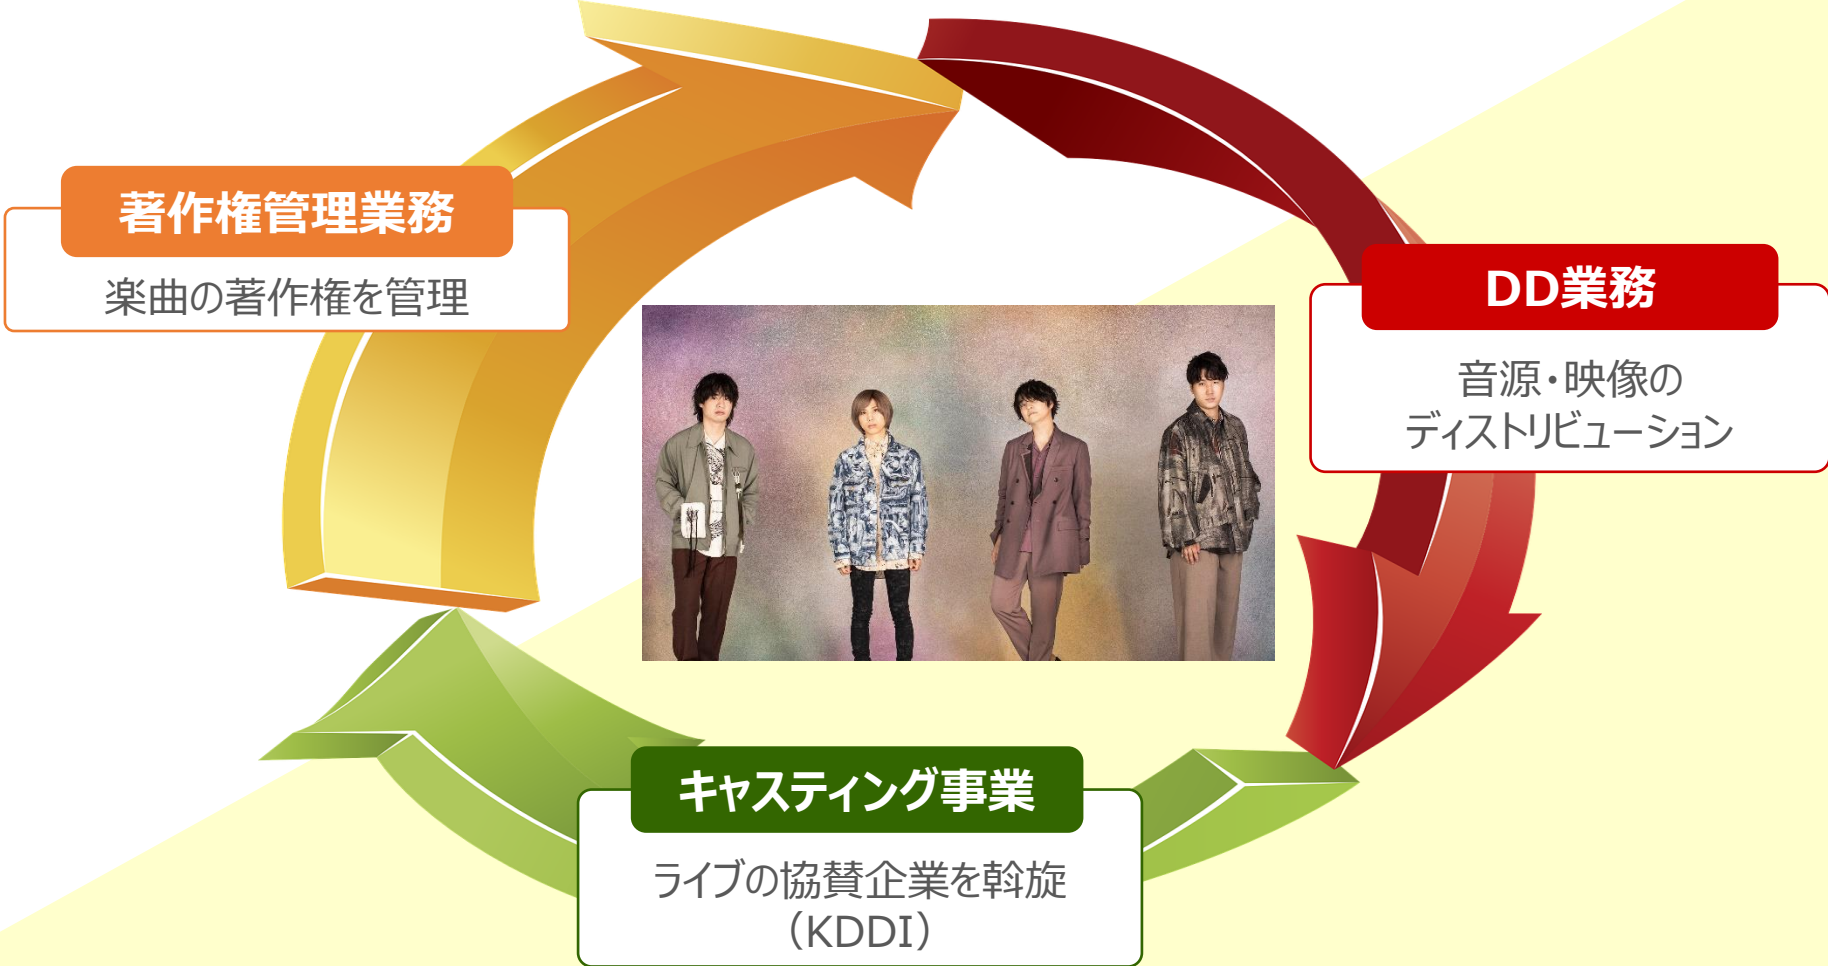 著作権管理業務
楽曲の著作権を管理
DD業務
音源・映像の
ディストリビューション
キャスティング事業
ライブの協賛企業を斡旋
（KDDI）